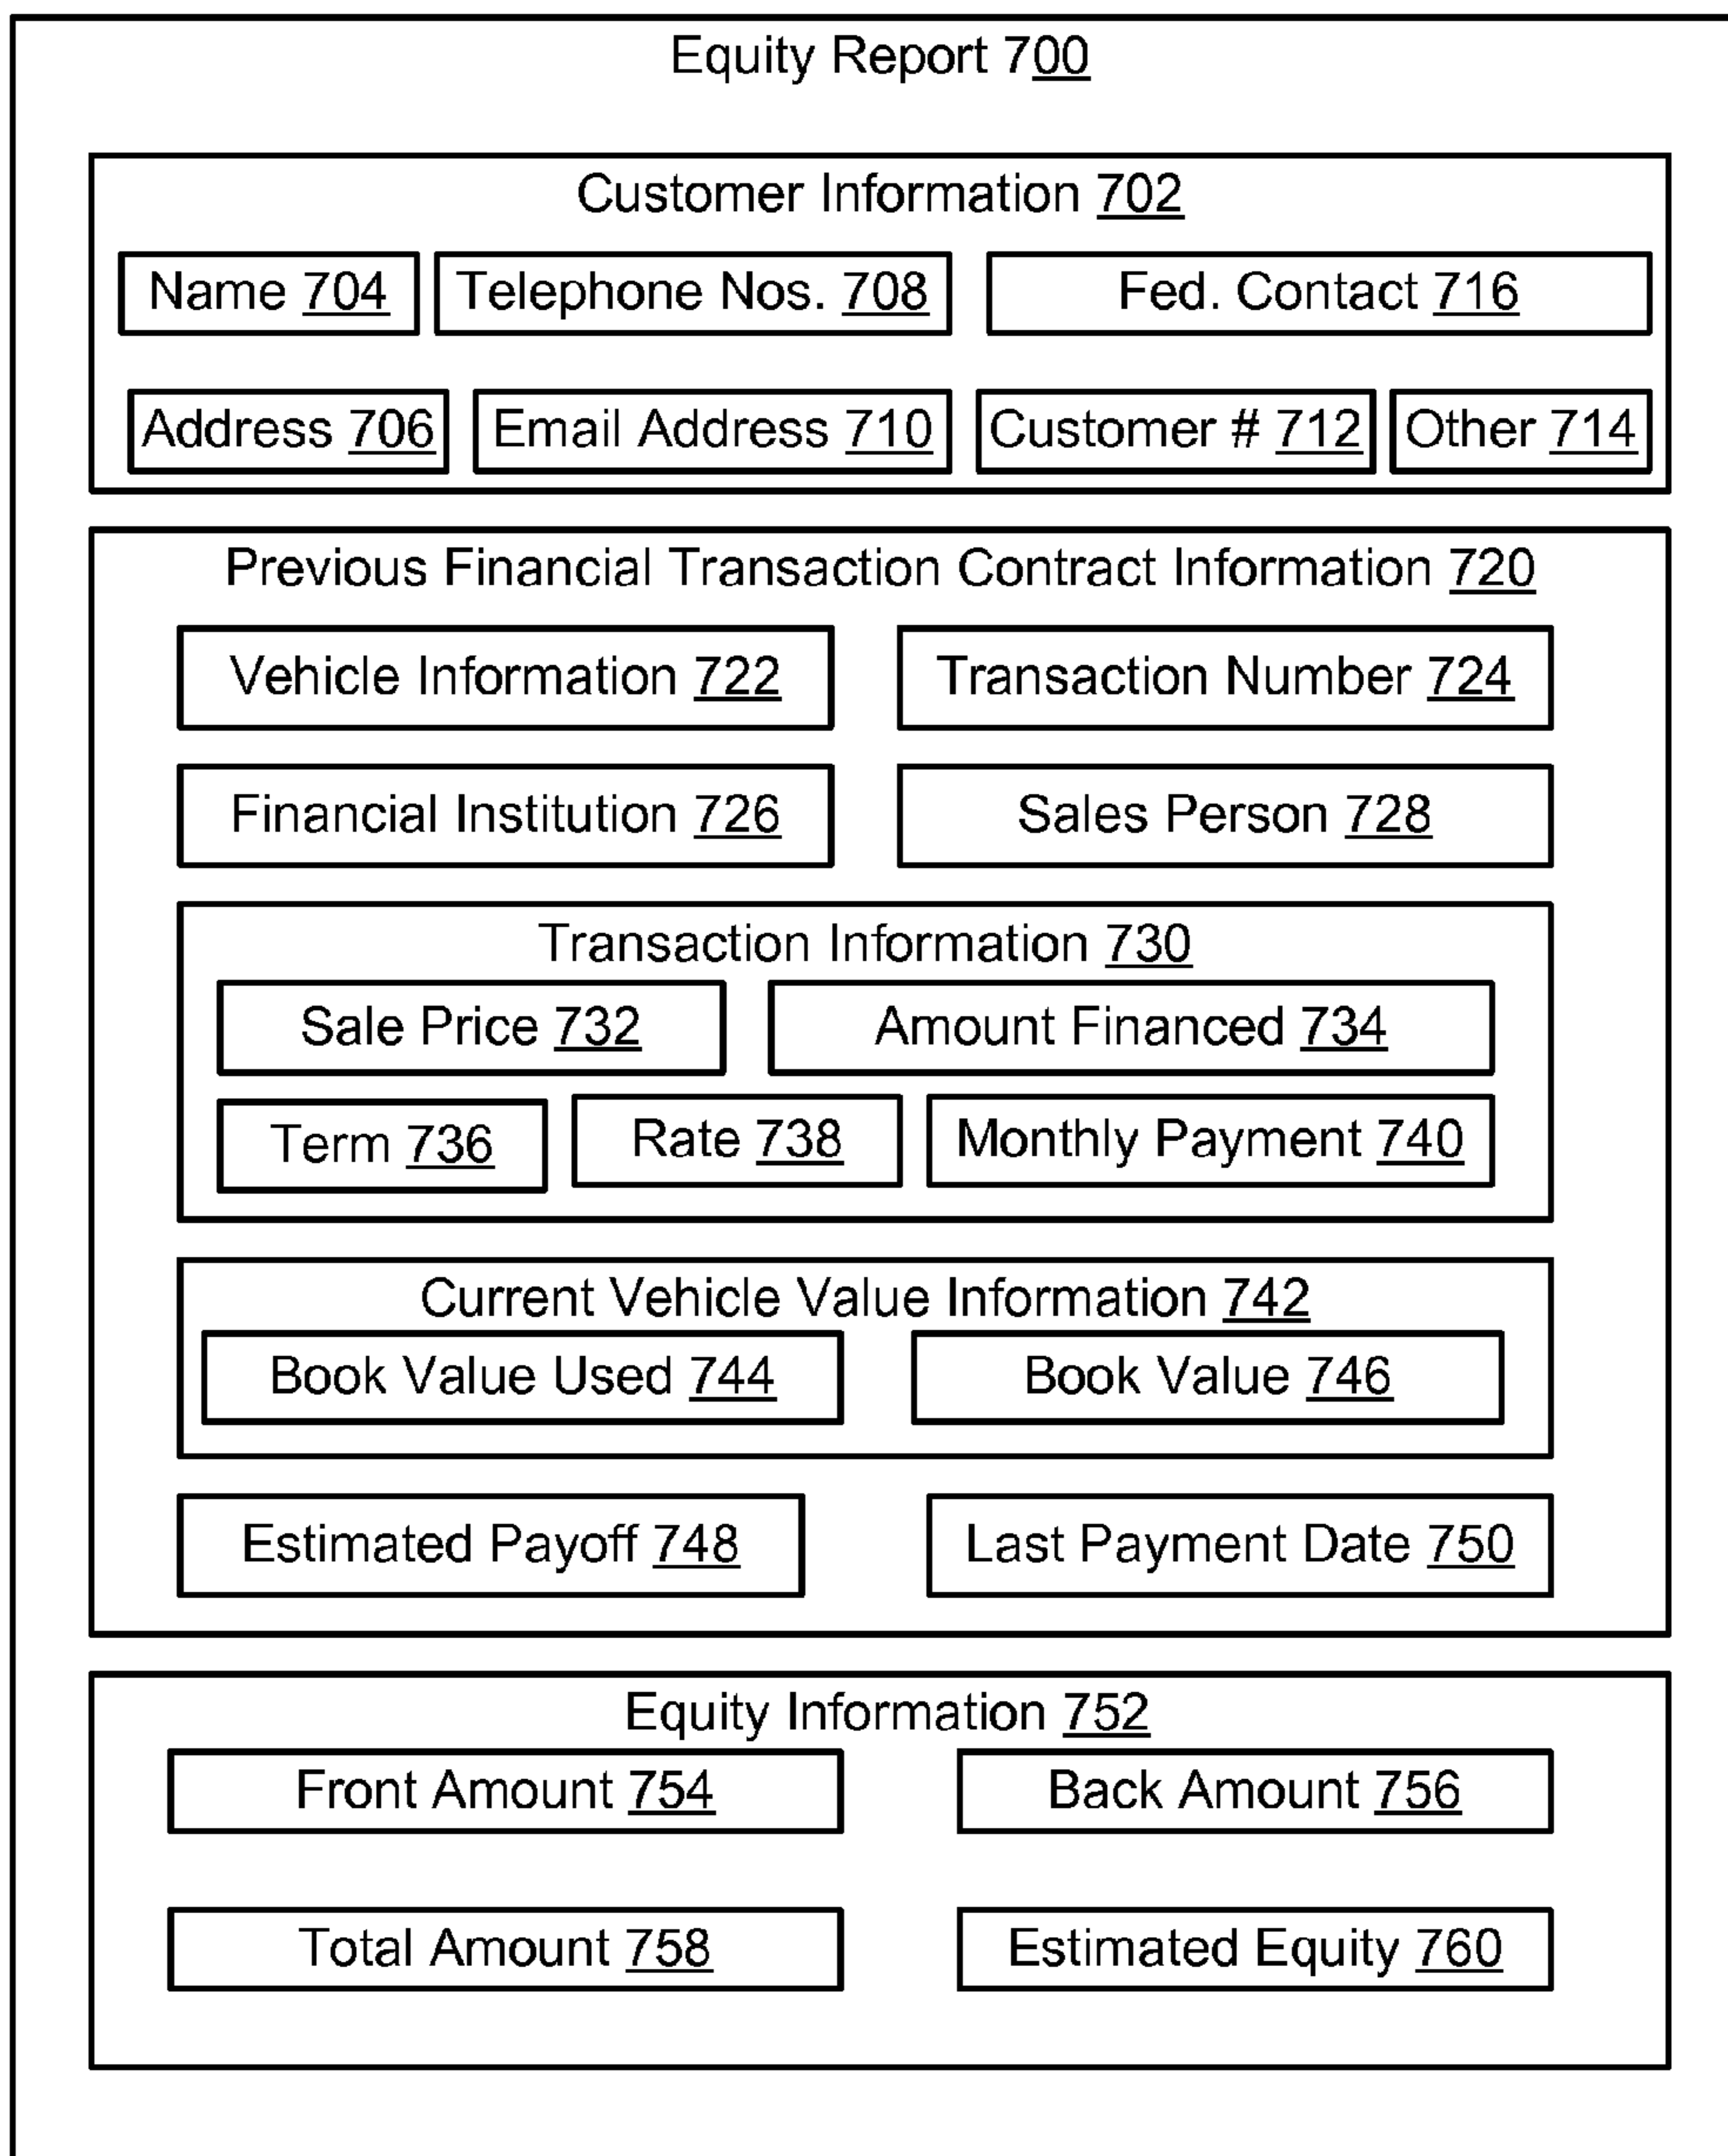 Equity Report 700
Customer Information 702
Name 704 Telephone Nos. 708 Fed. Contact 716
Address 706 Email Address 710 Customer # 712 Other 714
Previous Financial Transaction Contract Information 720
Vehicle Information 722 Transaction Number 724
Financial Institution 726 Sales Person 728
Transaction Information 730
Sale Price 732 Amount Financed 734
Term 736 Rate 738 Monthly Payment 740
Current Vehicle Value Information 742
Book Value Used 744 Book Value 746
Estimated Payoff 748 Last Payment Date 750
Equity Information 752
Front Amount 754 Back Amount 756
Total Amount 758 Estimated Equity 760